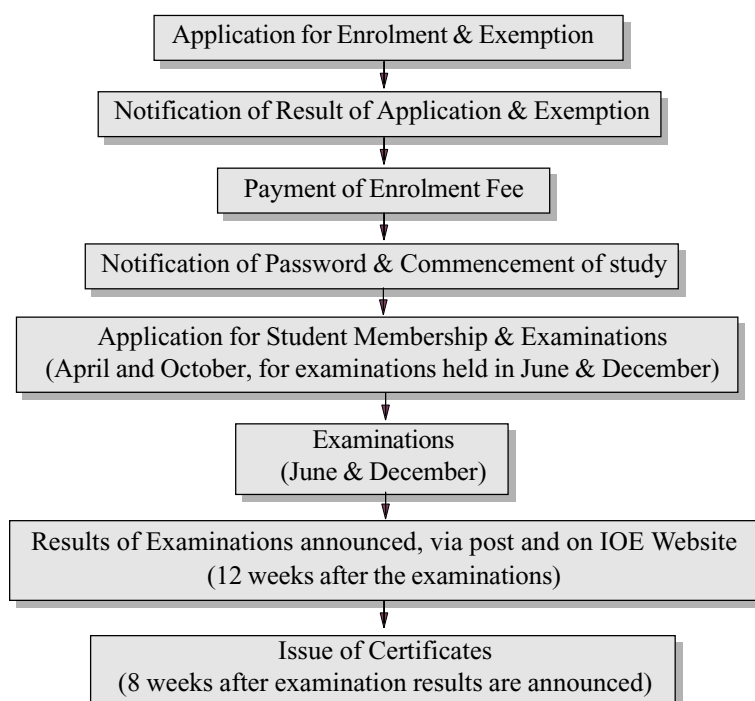 Application for Enrolment & Exemption
Notification of Result of Application & Exemption
Payment of Enrolment Fee
Notification of Password & Commencement of study
Application for Student Membership & Examinations
(April and October, for examinations held in June & December)
Examinations
(June & December)
Results of Examinations announced, via post and on IOE Website
(12 weeks after the examinations)
Issue of Certificates
(8 weeks after examination results are announced)